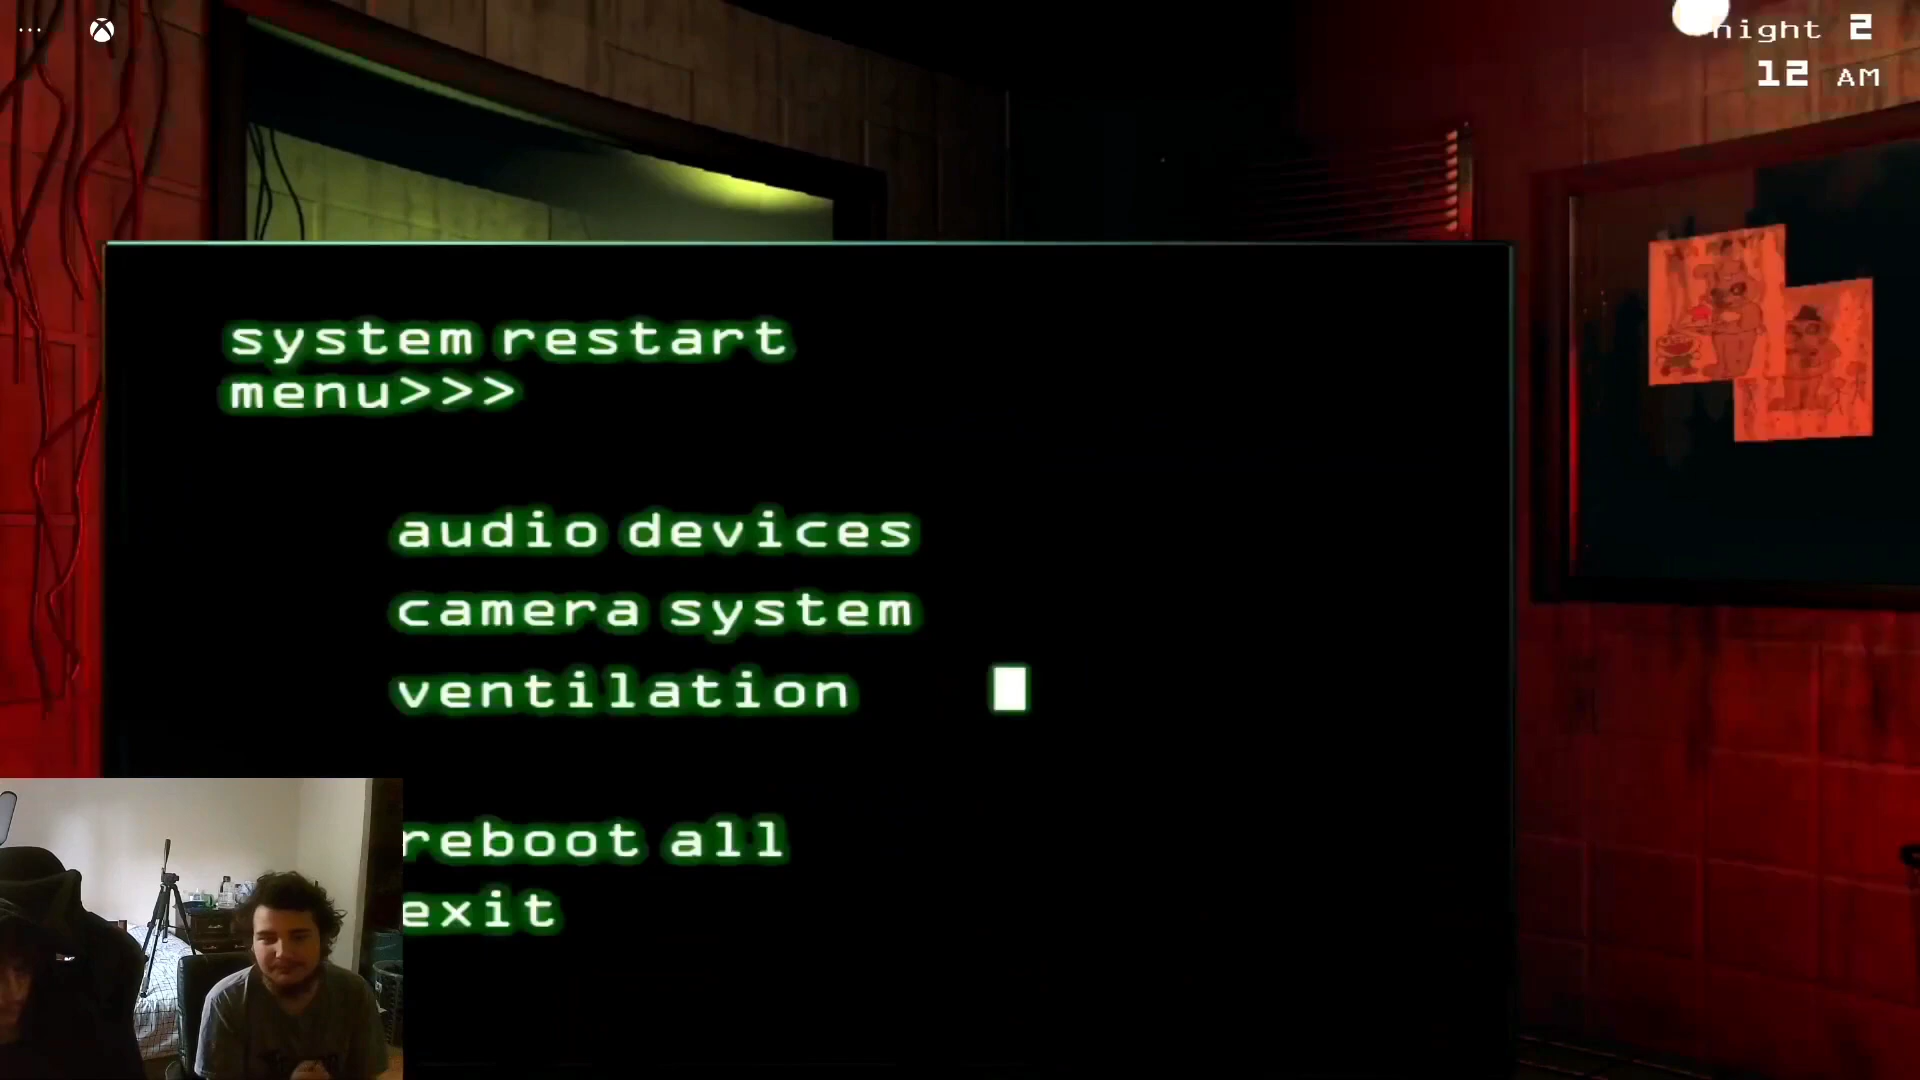 night 2
12 AM
system restart
menu>>>
audio devices
camera system
ventilation
reboot all
exit